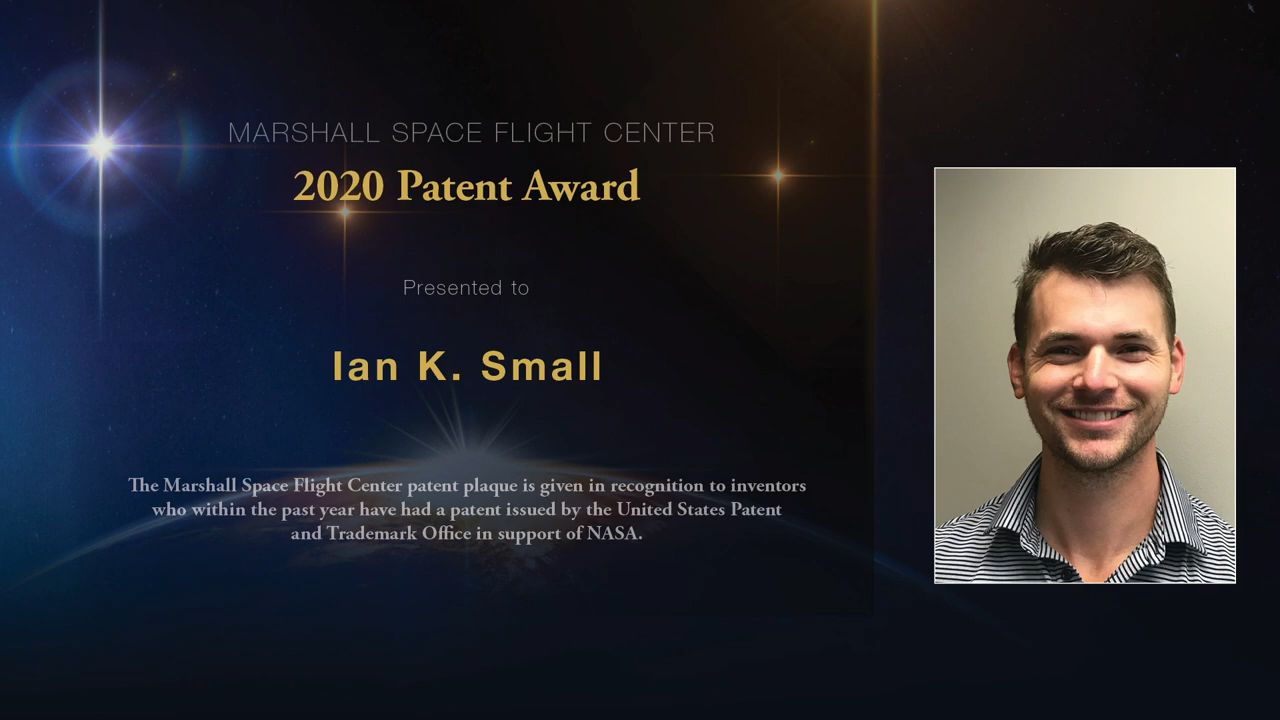 MARSHALL SPACE FLIGHT CENTER
2020 Patent Award
Presented to
Ian K. Small
The Marshall Space Flight Center patent plaque is given in recognition to inventors
who within the past year have had a patent issued by the United States Patent
and Trademark Office in support of NASA.